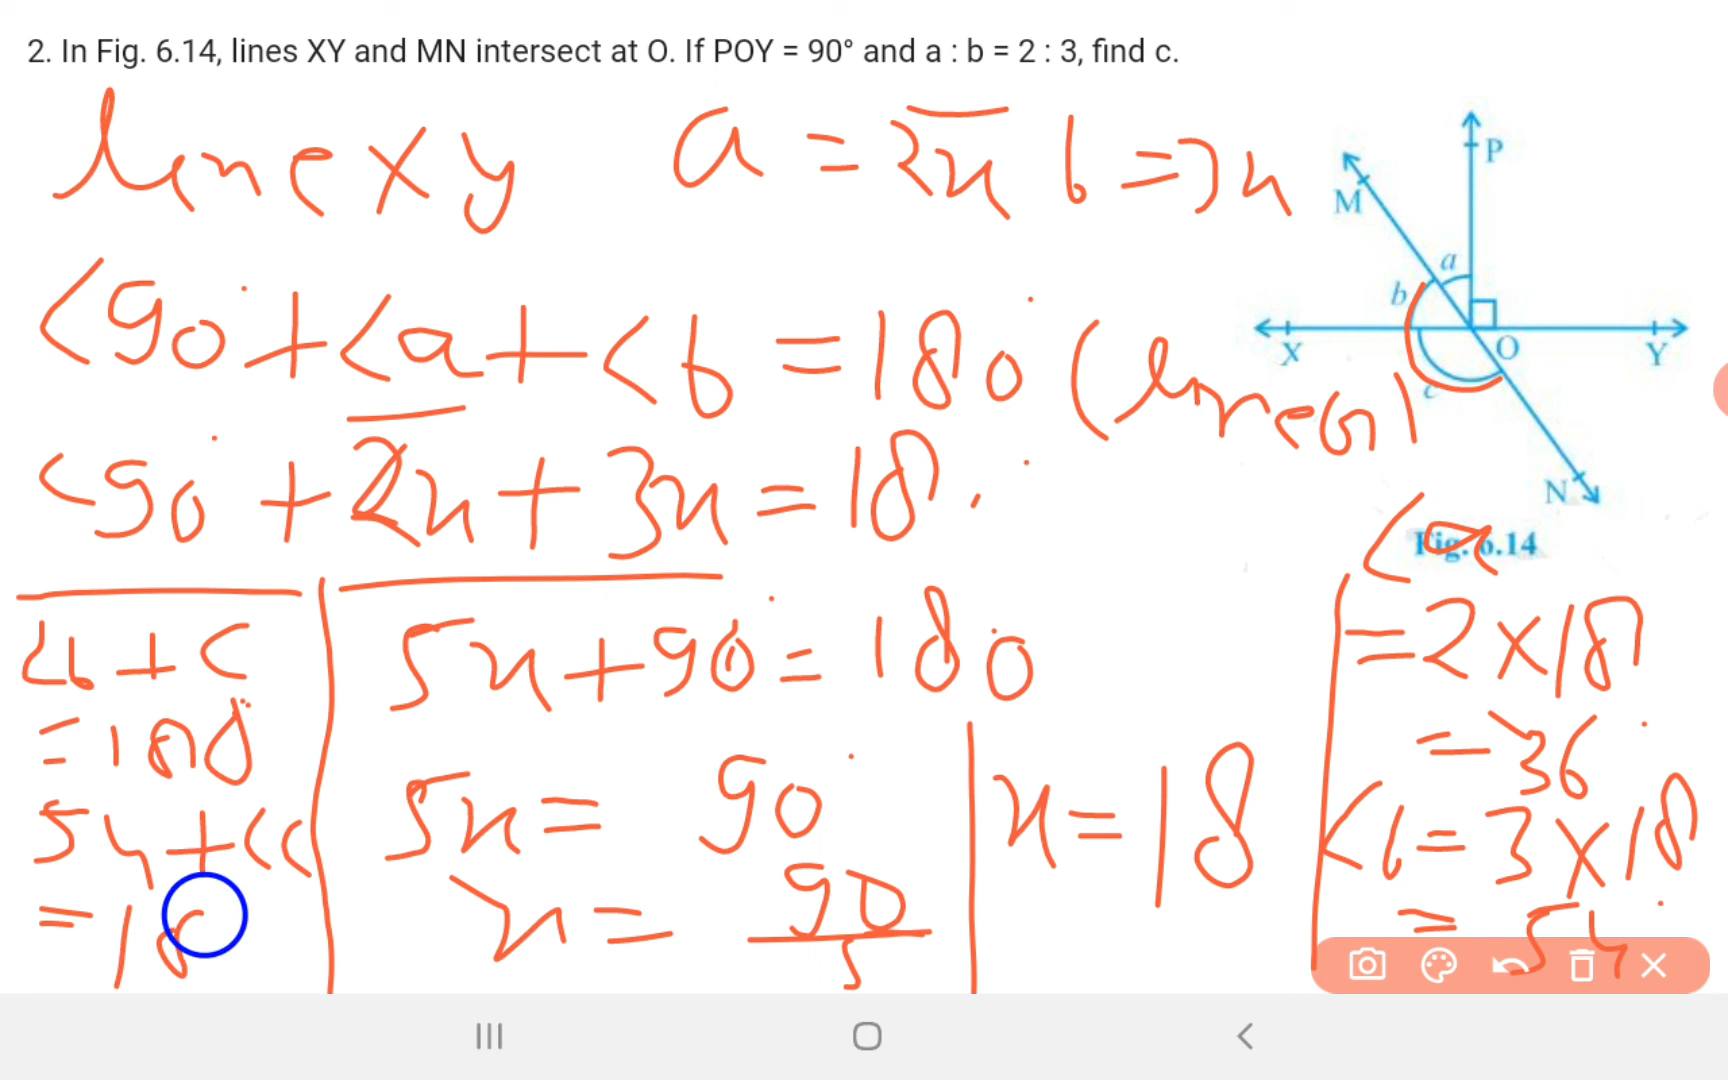 2. In Fig. 6.14, lines XY and MN intersect at O. If POY = 90° and a : b = 2 : 3, find c.
line xy
a = 2x b = 3x
<90° + <a + <b = 180° (linear)
<90° + 2x + 3x = 180°
5x + 90° = 180
5x = 90°
x = 90
5
x = 18
<b + c
= 180°
54 + <c
= 18
<a
= 2 × 18
= 36°
<b = 3 × 18
= 54°
P
M
a
b
X
O
Y
c
N
Fig. 6.14